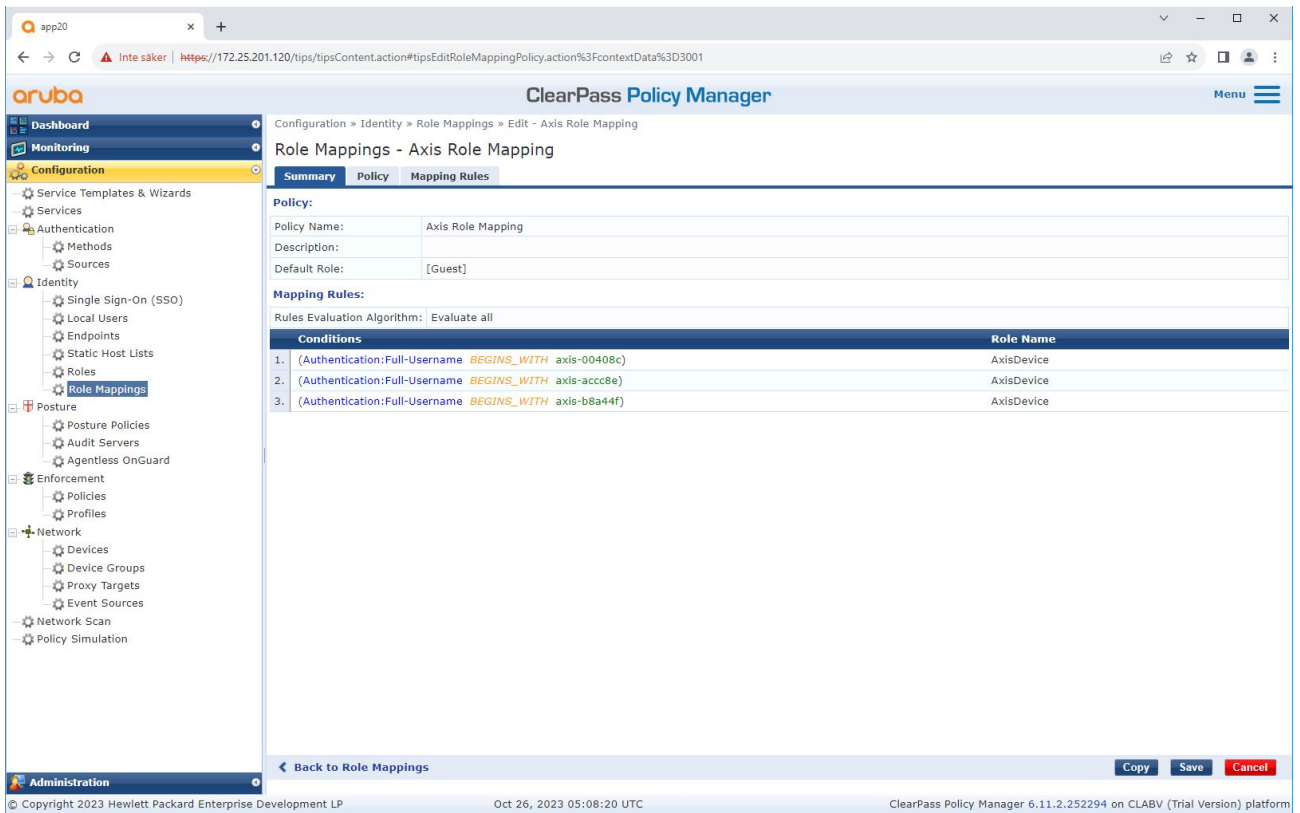 app20
Inte säker https://172.25.201.120/tips/tipsContent.action#tipsEditRoleMappingPolicy.action%3FcontextData%3D3001
aruba
ClearPass Policy Manager
Menu
Dashboard
Monitoring
Configuration
Service Templates & Wizards
Services
Authentication
Methods
Sources
Identity
Single Sign-On (SSO)
Local Users
Endpoints
Static Host Lists
Roles
Role Mappings
Posture
Posture Policies
Audit Servers
Agentless OnGuard
Enforcement
Policies
Profiles
Network
Devices
Device Groups
Proxy Targets
Event Sources
Network Scan
Policy Simulation
Administration
Configuration » Identity » Role Mappings » Edit - Axis Role Mapping
Role Mappings - Axis Role Mapping
Summary Policy Mapping Rules
Policy:
Policy Name: Axis Role Mapping
Description:
Default Role: [Guest]
Mapping Rules:
Rules Evaluation Algorithm: Evaluate all
Conditions Role Name
1. (Authentication:Full-Username BEGINS_WITH axis-00408c) AxisDevice
2. (Authentication:Full-Username BEGINS_WITH axis-accc8e) AxisDevice
3. (Authentication:Full-Username BEGINS_WITH axis-b8a44f) AxisDevice
Back to Role Mappings
Copy Save Cancel
© Copyright 2023 Hewlett Packard Enterprise Development LP Oct 26, 2023 05:08:20 UTC ClearPass Policy Manager 6.11.2.252294 on CLABV (Trial Version) platform